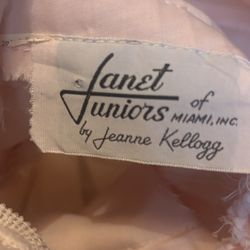 Janet
Juniors of
MIAMI, INC.
by Jeanne Kellogg